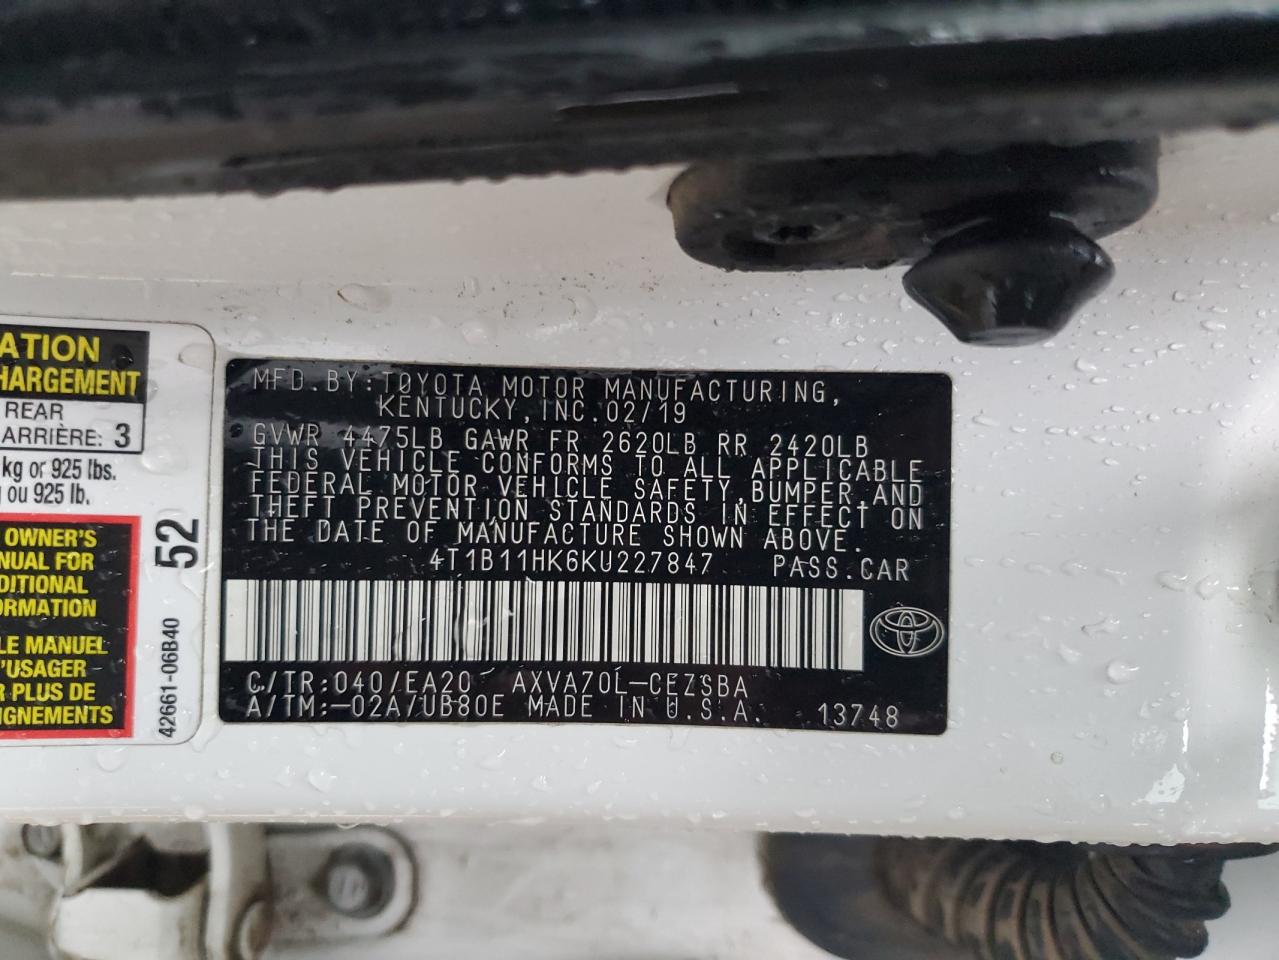 ATION
HARGEMENT
REAR
ARRIÈRE: 3
kg or 925 lbs.
ou 925 lb.
OWNER'S
NUAL FOR
DITIONAL
ORMATION
LE MANUEL
'USAGER
R PLUS DE
IGNEMENTS
52
42661-06B40
MFD.BY:TOYOTA MOTOR MANUFACTURING,
KENTUCKY, INC. 02/19
GVWR 4475LB GAWR FR 2620LB RR 2420LB
THIS VEHICLE CONFORMS TO ALL APPLICABLE
FEDERAL MOTOR VEHICLE SAFETY, BUMPER, AND
THEFT PREVENTION STANDARDS IN EFFECT ON
THE DATE OF MANUFACTURE SHOWN ABOVE.
4T1B11HK6KU227847 PASS.CAR
C/TR:040/EA20 AXVA70L-CEZSBA
A/TM:-02A/UB80E MADE IN U.S.A. 13748